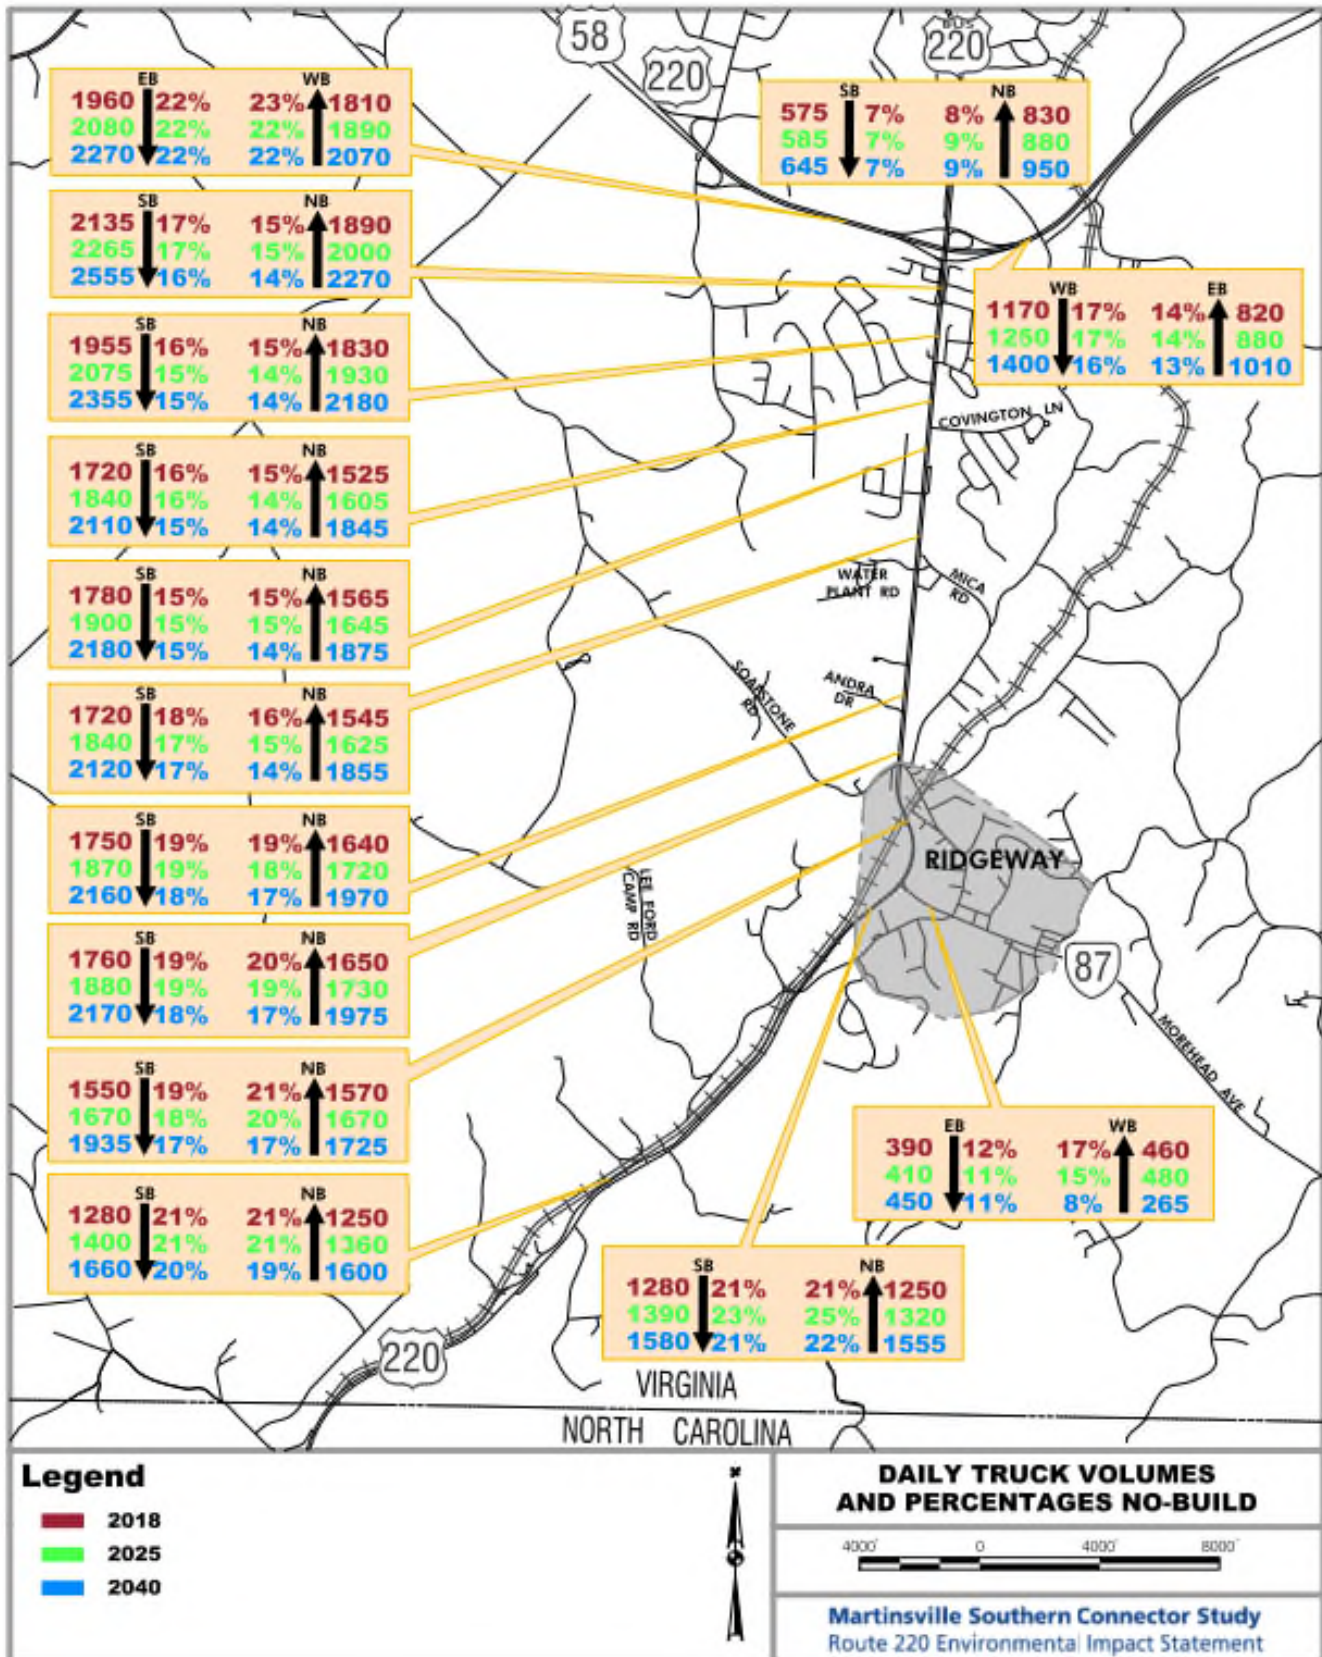 58
220
BUS
220
EB WB
1960 22% 23% 1810
2080 22% 22% 1890
2270 22% 22% 2070
SB NB
575 7% 8% 830
585 7% 9% 880
645 7% 9% 950
SB NB
2135 17% 15% 1890
2265 17% 15% 2000
2555 16% 14% 2270
WB EB
1170 17% 14% 820
1250 17% 14% 880
1400 16% 13% 1010
SB NB
1955 16% 15% 1830
2075 15% 14% 1930
2355 15% 14% 2180
COVINGTON LN
SB NB
1720 16% 15% 1525
1840 16% 14% 1605
2110 15% 14% 1845
SB NB
1780 15% 15% 1565
1900 15% 15% 1645
2180 15% 14% 1875
WATER
PLANT RD
MICA
RD
SB NB
1720 18% 16% 1545
1840 17% 15% 1625
2120 17% 14% 1855
SOAPSTONE
RD
ANDRA
DR
SB NB
1750 19% 19% 1640
1870 19% 18% 1720
2160 18% 17% 1970
RIDGEWAY
LEE FORD
CAMP RD
SB NB
1760 19% 20% 1650
1880 19% 19% 1730
2170 18% 17% 1975
87
MOREHEAD AVE
SB NB
1550 19% 21% 1570
1670 18% 20% 1670
1935 17% 17% 1725
EB WB
390 12% 17% 460
410 11% 15% 480
450 11% 8% 265
SB NB
1280 21% 21% 1250
1400 21% 21% 1360
1660 20% 19% 1600
SB NB
1280 21% 21% 1250
1390 23% 25% 1320
1580 21% 22% 1555
220
VIRGINIA
NORTH CAROLINA
Legend
2018
2025
2040
DAILY TRUCK VOLUMES
AND PERCENTAGES NO-BUILD
4000' 0 4000' 8000'
Martinsville Southern Connector Study
Route 220 Environmental Impact Statement